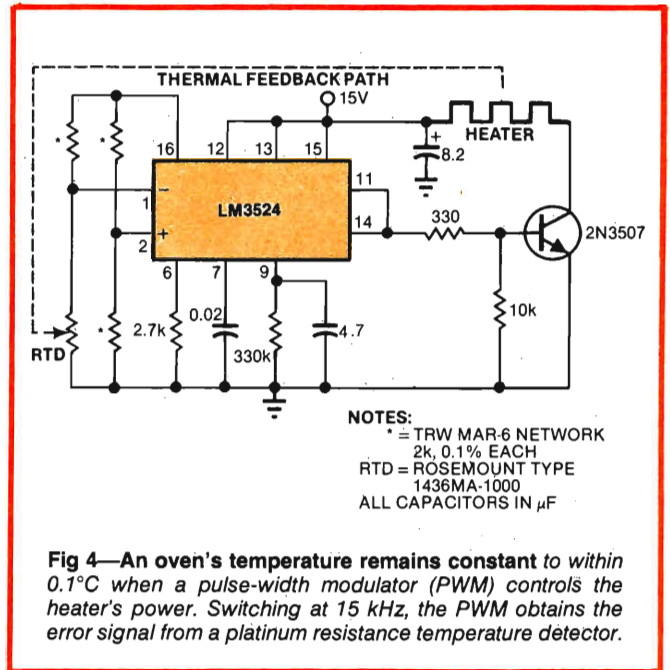 THERMAL FEEDBACK PATH
15V
16
12
13
15
+
8.2
HEATER
*
*
1
−
LM3524
11
14
330
2N3507
2
+
6
7
9
10k
RTD
*
2.7k
0.02
330k
4.7
NOTES:
* = TRW MAR-6 NETWORK
2k, 0.1% EACH
RTD = ROSEMOUNT TYPE
1436MA-1000
ALL CAPACITORS IN μF
Fig 4—An oven's temperature remains constant to within
0.1°C when a pulse-width modulator (PWM) controls the
heater's power. Switching at 15 kHz, the PWM obtains the
error signal from a platinum resistance temperature detector.